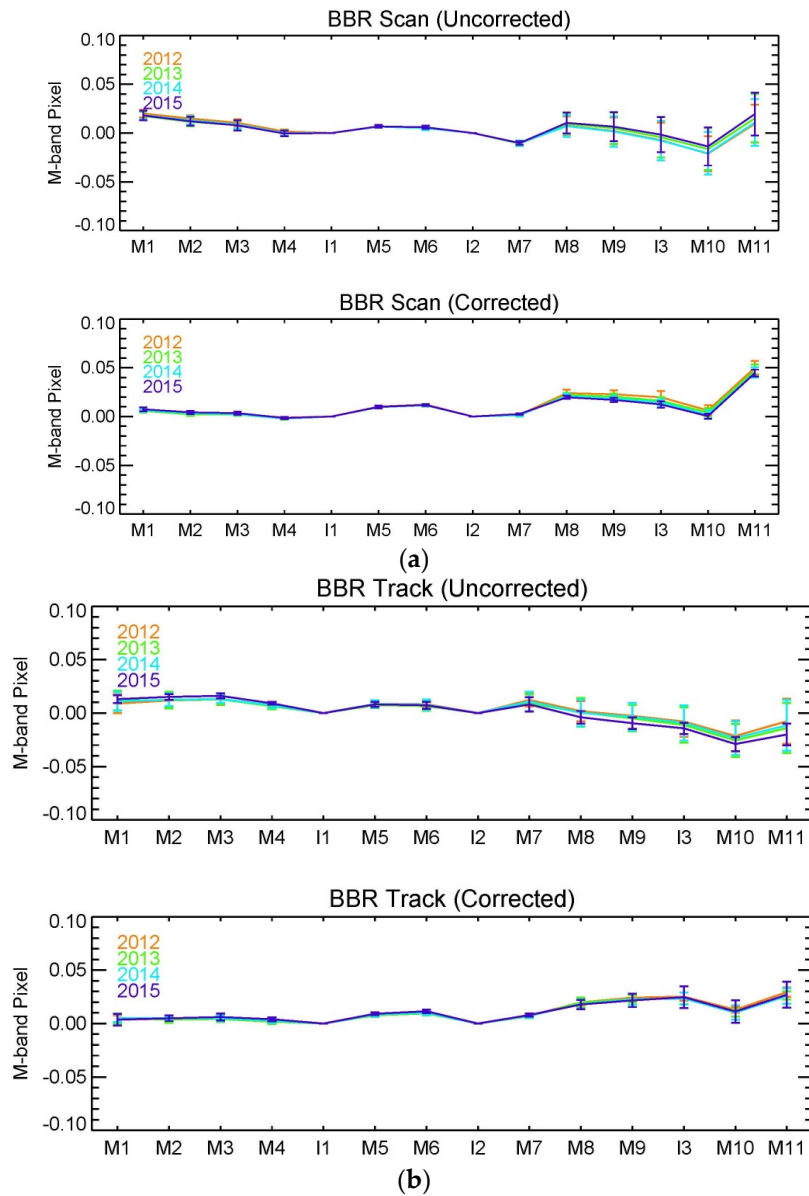 BBR Scan (Uncorrected)
0.10
0.05
0.00
-0.05
-0.10
M-band Pixel
2012
2013
2014
2015
M1 M2 M3 M4 I1 M5 M6 I2 M7 M8 M9 I3 M10 M11
BBR Scan (Corrected)
0.10
0.05
0.00
-0.05
-0.10
M-band Pixel
2012
2013
2014
2015
M1 M2 M3 M4 I1 M5 M6 I2 M7 M8 M9 I3 M10 M11
(a)
BBR Track (Uncorrected)
0.10
0.05
0.00
-0.05
-0.10
M-band Pixel
2012
2013
2014
2015
M1 M2 M3 M4 I1 M5 M6 I2 M7 M8 M9 I3 M10 M11
BBR Track (Corrected)
0.10
0.05
0.00
-0.05
-0.10
M-band Pixel
2012
2013
2014
2015
M1 M2 M3 M4 I1 M5 M6 I2 M7 M8 M9 I3 M10 M11
(b)